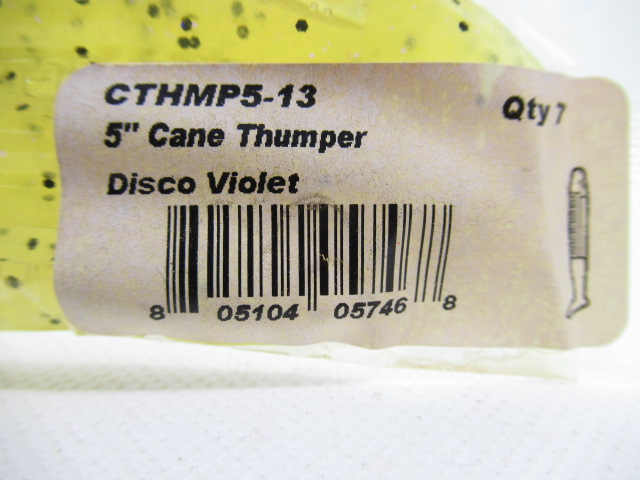 CTHMP5-13
Qty 7
5" Cane Thumper
Disco Violet
8 05104 05746 8